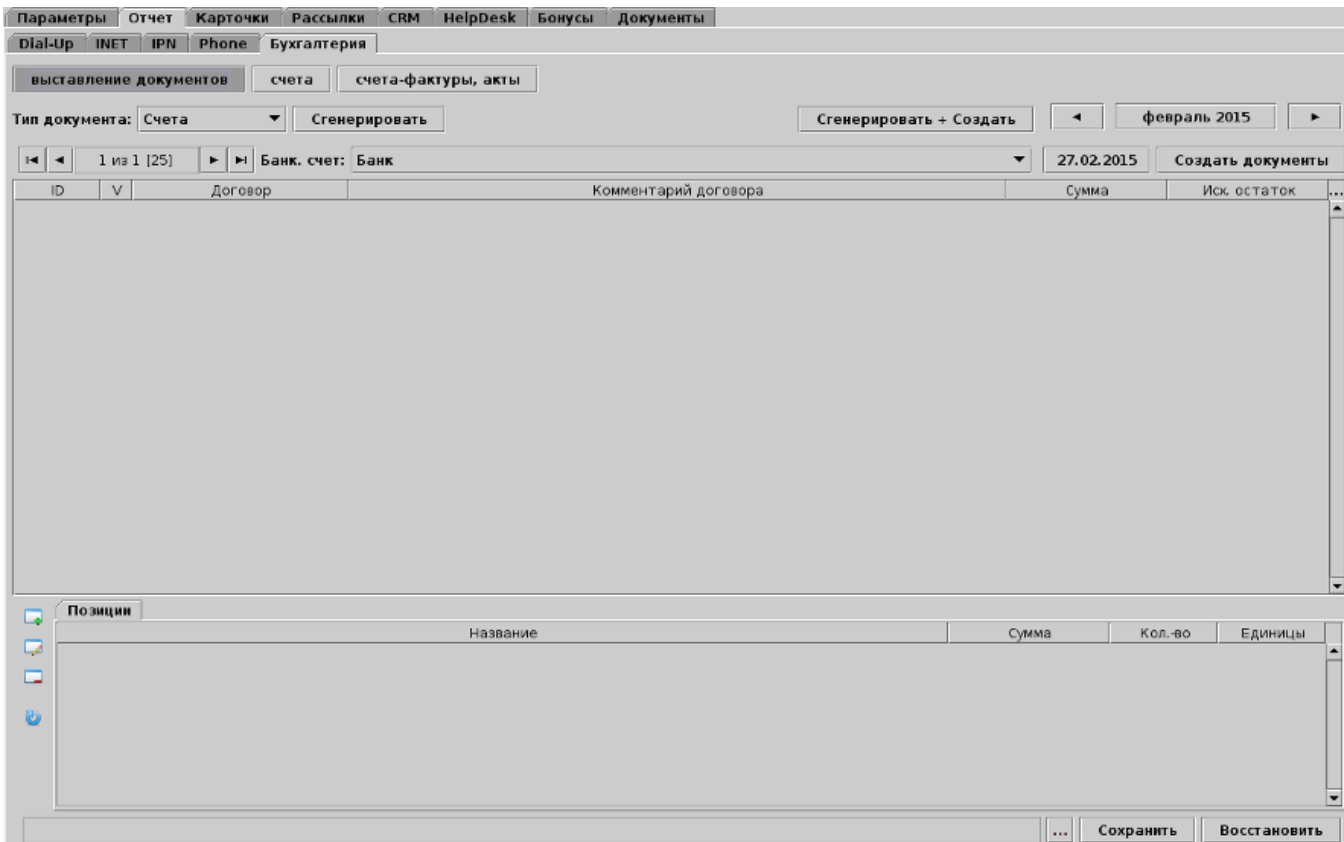 Параметры Отчет Карточки Рассылки CRM HelpDesk Бонусы Документы
Dial-Up INET IPN Phone Бухгалтерия
выставление документов счета счета-фактуры, акты
Тип документа: Счета Сгенерировать Сгенерировать + Создать февраль 2015
1 из 1 [25] Банк. счет: Банк 27.02.2015 Создать документы
ID V Договор Комментарий договора Сумма Исх. остаток ...
Позиции
Название Сумма Кол.-во Единицы
... Сохранить Восстановить